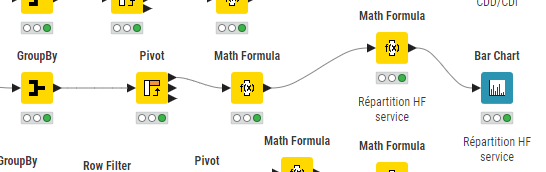 CDD/CDI
Math Formula
GroupBy
Pivot
Math Formula
Bar Chart
f(x)
f(x)
Répartition HF
service
Répartition HF
service
Math Formula
Math Formula
GroupBy
Row Filter
Pivot